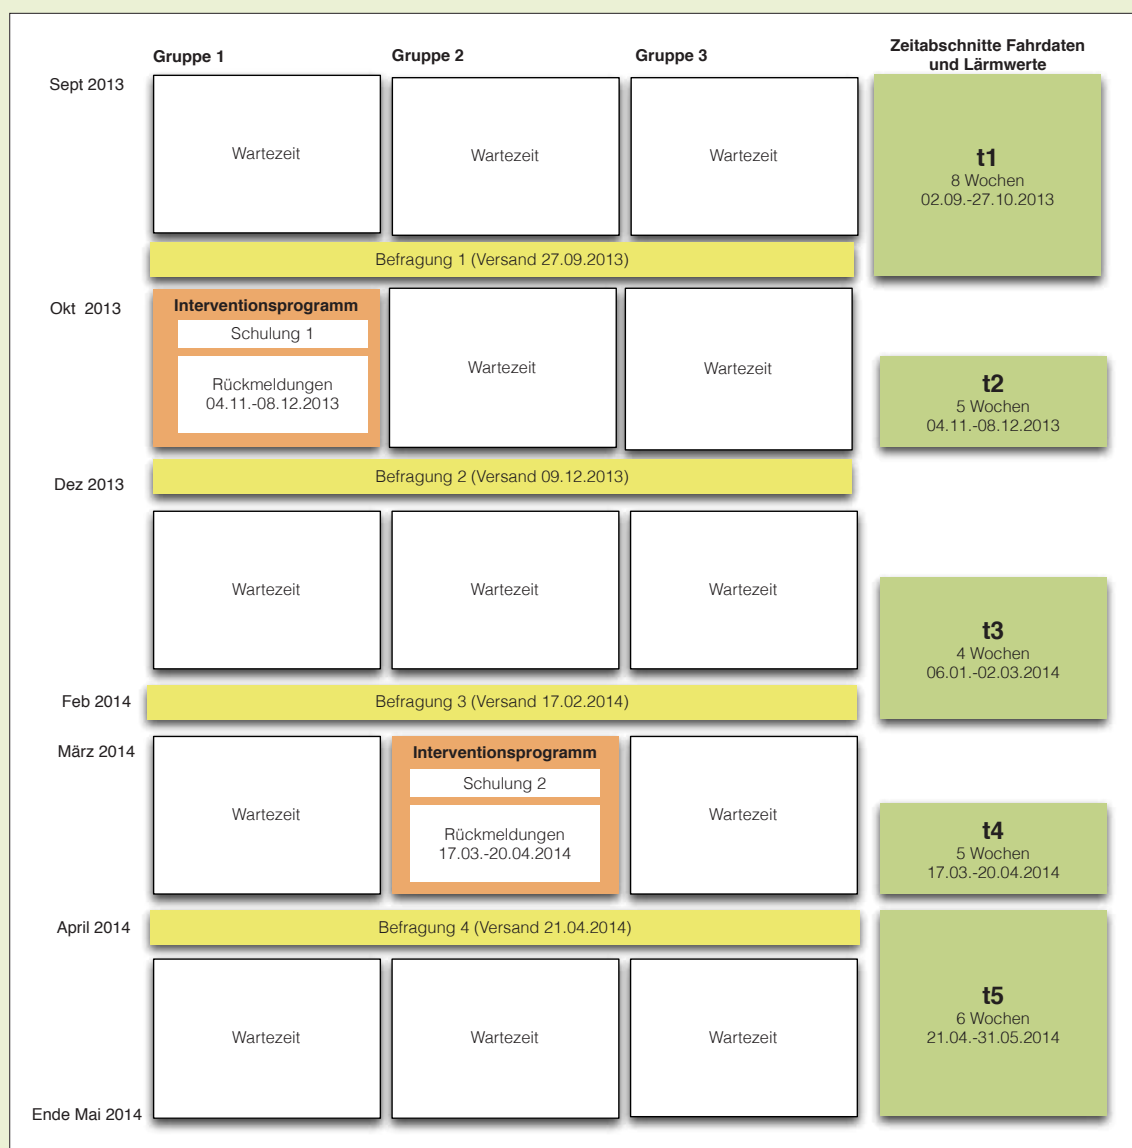 Gruppe 1
Gruppe 2
Gruppe 3
Zeitabschnitte Fahrdaten
und Lärmwerte
Sept 2013
Wartezeit
Wartezeit
Wartezeit
t1
8 Wochen
02.09.-27.10.2013
Befragung 1 (Versand 27.09.2013)
Okt 2013
Interventionsprogramm
Schulung 1
Rückmeldungen
04.11.-08.12.2013
Wartezeit
Wartezeit
t2
5 Wochen
04.11.-08.12.2013
Befragung 2 (Versand 09.12.2013)
Dez 2013
Wartezeit
Wartezeit
Wartezeit
t3
4 Wochen
06.01.-02.03.2014
Feb 2014
Befragung 3 (Versand 17.02.2014)
März 2014
Wartezeit
Interventionsprogramm
Schulung 2
Rückmeldungen
17.03.-20.04.2014
Wartezeit
t4
5 Wochen
17.03.-20.04.2014
April 2014
Befragung 4 (Versand 21.04.2014)
Wartezeit
Wartezeit
Wartezeit
t5
6 Wochen
21.04.-31.05.2014
Ende Mai 2014